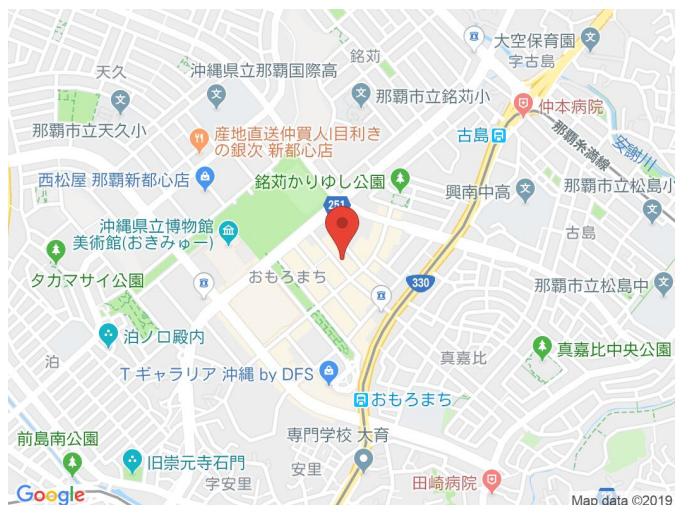 大空保育園
字古島
銘苅
天久
沖縄県立那覇国際高
那覇市立銘苅小
仲本病院
那覇市立天久小
産地直送仲買人目利き
の銀次 新都心店
古島
那覇糸満線
安謝川
西松屋 那覇新都心店
銘苅かりゆし公園
興南中高
那覇市立松島小
251
沖縄県立博物館
美術館(おきみゅー)
古島
タカマサイ公園
おもろまち
330
那覇市立松島中
泊ノ口殿内
真嘉比
真嘉比中央公園
泊
T ギャラリア 沖縄 by DFS
おもろまち
前島南公園
専門学校 大育
旧崇元寺石門
安里
字安里
田崎病院
Google
Map data ©2019